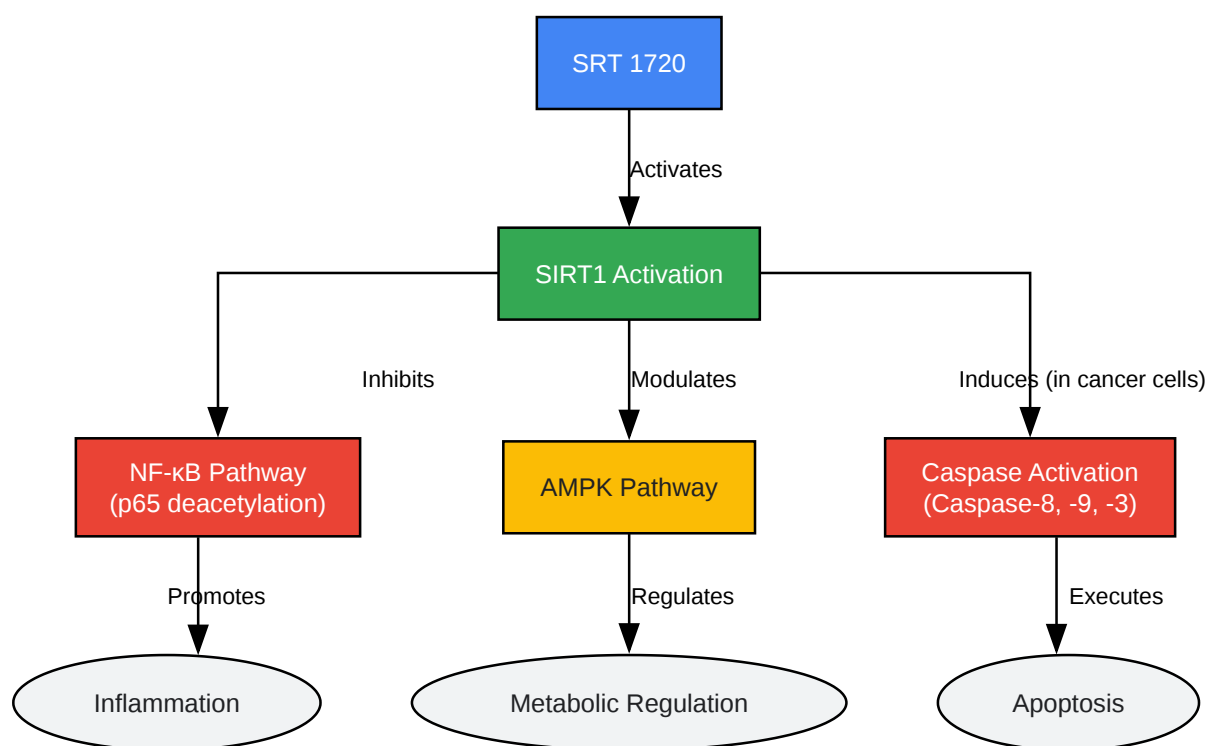 SRT 1720
Activates
SIRT1 Activation
Inhibits
Modulates
Induces (in cancer cells)
NF-κB Pathway
(p65 deacetylation)
AMPK Pathway
Caspase Activation
(Caspase-8, -9, -3)
Promotes
Regulates
Executes
Inflammation
Metabolic Regulation
Apoptosis